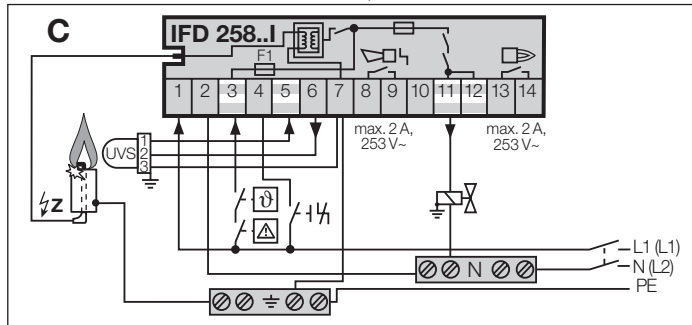 C
IFD 258..I
F1
1 2 3 4 5 6 7 8 9 10 11 12 13 14
max. 2 A,
253 V~
max. 2 A,
253 V~
UVS
1
2
3
Z
ϑ
L1 (L1)
N
N (L2)
PE